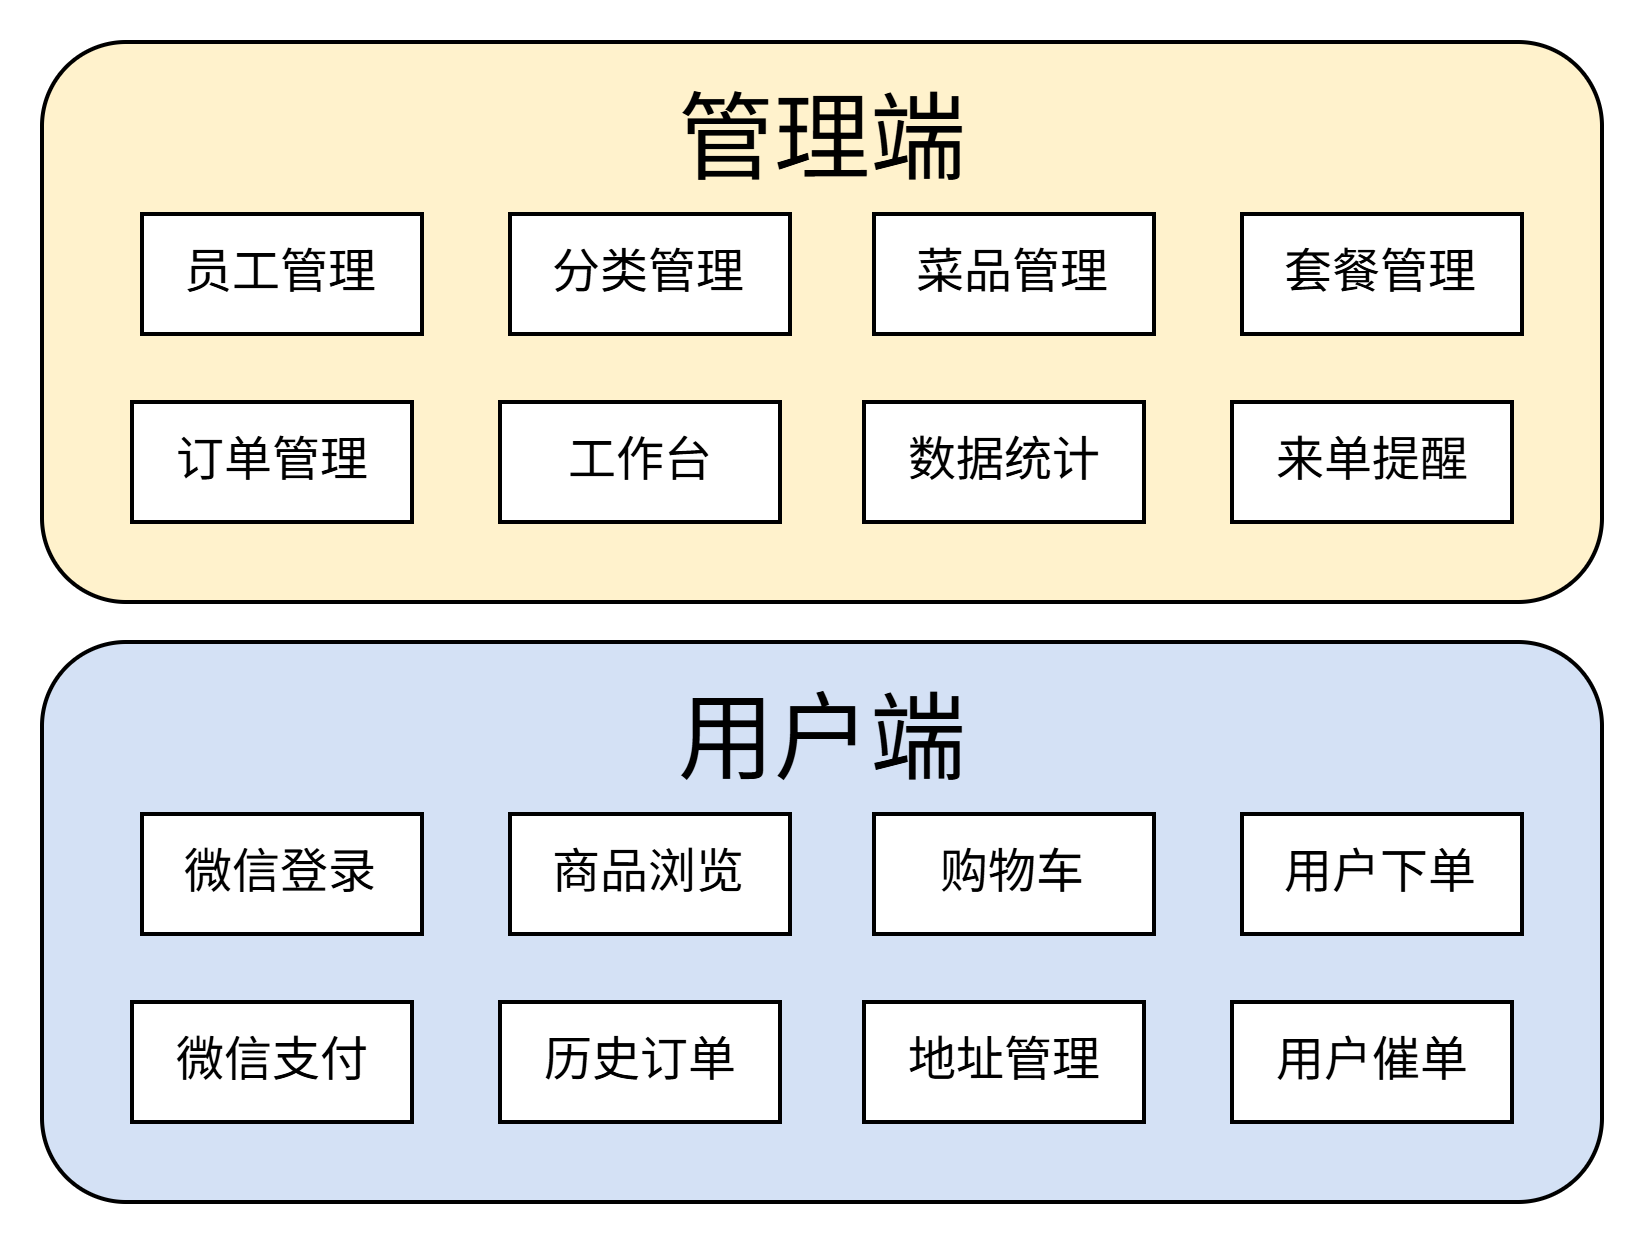 管理端
员工管理
分类管理
菜品管理
套餐管理
订单管理
工作台
数据统计
来单提醒
用户端
微信登录
商品浏览
购物车
用户下单
微信支付
历史订单
地址管理
用户催单